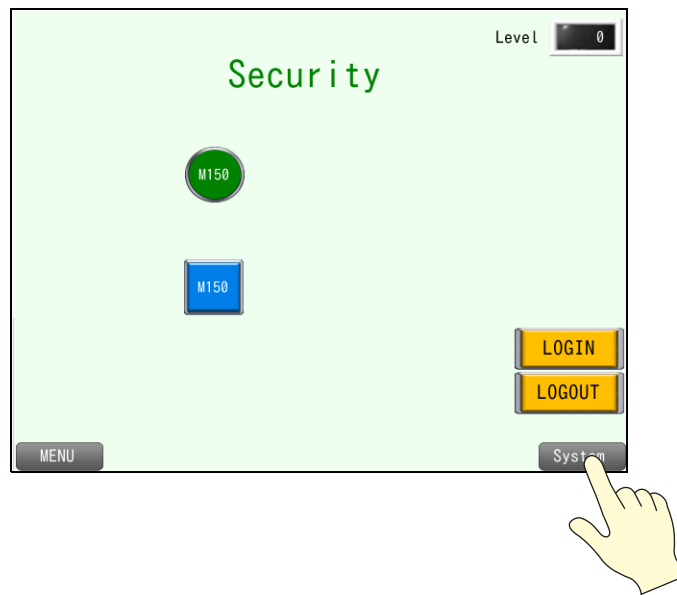 Level 0
Security
M150
M150
LOGIN
LOGOUT
MENU System